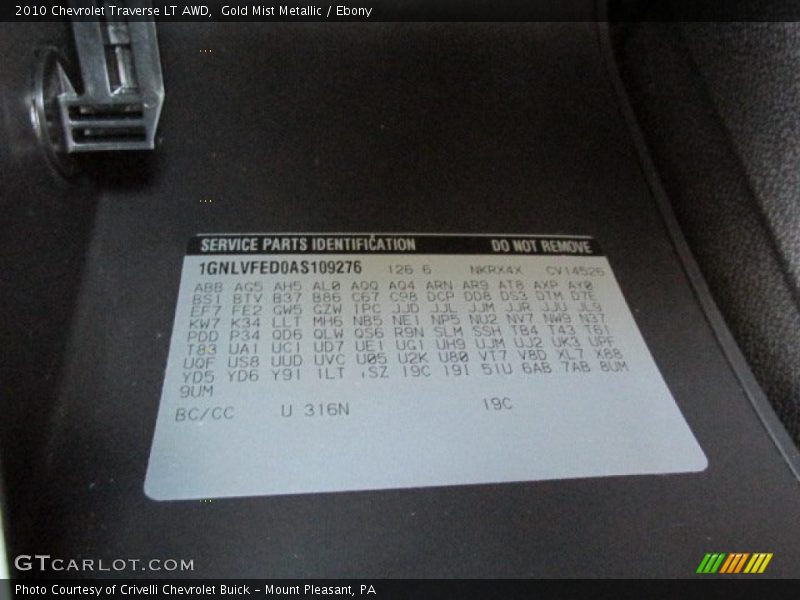 2010 Chevrolet Traverse LT AWD,  Gold Mist Metallic / Ebony
SERVICE PARTS IDENTIFICATION DO NOT REMOVE
1GNLVFED0AS109276 126 6 NKRX4X CV14526
ABB AG5 AH5 AL0 AQQ AQ4 ARN AR9 AT8 AXP AY0
BS1 BTV B37 B86 C67 C98 DCP DD8 DS3 DTM D7E
EF7 FE2 GW5 GZW IPC JJD JJL JJM JJR JJU JL9
KW7 K34 LLT MH6 NB5 NE1 NP5 NU2 NV7 NW9 N37
PDD P34 QD6 QLW QS6 R9N SLM SSH TB4 T43 T61
T83 UA1 UC1 UD7 UE1 UG1 UH9 UJM UJ2 UK3 UPF
UQF US8 UUD UVC U05 U2K U80 VT7 V8D XL7 X88
YD5 YD6 Y91 1LT SZ 19C 19I 51U 6AB 7AB 8UM
9UM
BC/CC U 316N 19C
GTCARLOT.COM
Photo Courtesy of Crivelli Chevrolet Buick - Mount Pleasant, PA